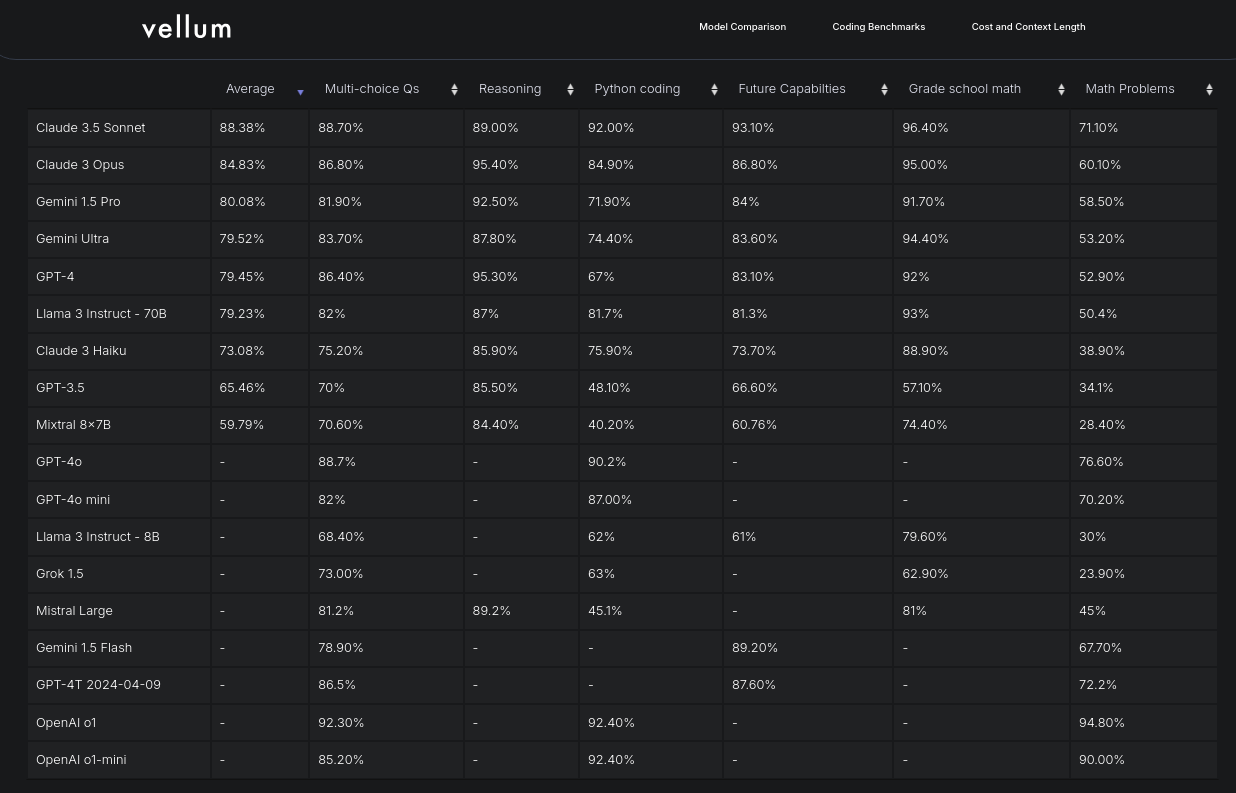 vellum Model Comparison Coding Benchmarks Cost and Context Length
Average Multi-choice Qs Reasoning Python coding Future Capabilties Grade school math Math Problems
Claude 3.5 Sonnet 88.38% 88.70% 89.00% 92.00% 93.10% 96.40% 71.10%
Claude 3 Opus 84.83% 86.80% 95.40% 84.90% 86.80% 95.00% 60.10%
Gemini 1.5 Pro 80.08% 81.90% 92.50% 71.90% 84% 91.70% 58.50%
Gemini Ultra 79.52% 83.70% 87.80% 74.40% 83.60% 94.40% 53.20%
GPT-4 79.45% 86.40% 95.30% 67% 83.10% 92% 52.90%
Llama 3 Instruct - 70B 79.23% 82% 87% 81.7% 81.3% 93% 50.4%
Claude 3 Haiku 73.08% 75.20% 85.90% 75.90% 73.70% 88.90% 38.90%
GPT-3.5 65.46% 70% 85.50% 48.10% 66.60% 57.10% 34.1%
Mixtral 8x7B 59.79% 70.60% 84.40% 40.20% 60.76% 74.40% 28.40%
GPT-4o - 88.7% - 90.2% - - 76.60%
GPT-4o mini - 82% - 87.00% - - 70.20%
Llama 3 Instruct - 8B - 68.40% - 62% 61% 79.60% 30%
Grok 1.5 - 73.00% - 63% - 62.90% 23.90%
Mistral Large - 81.2% 89.2% 45.1% - 81% 45%
Gemini 1.5 Flash - 78.90% - - 89.20% - 67.70%
GPT-4T 2024-04-09 - 86.5% - - 87.60% - 72.2%
OpenAI o1 - 92.30% - 92.40% - - 94.80%
OpenAI o1-mini - 85.20% - 92.40% - - 90.00%